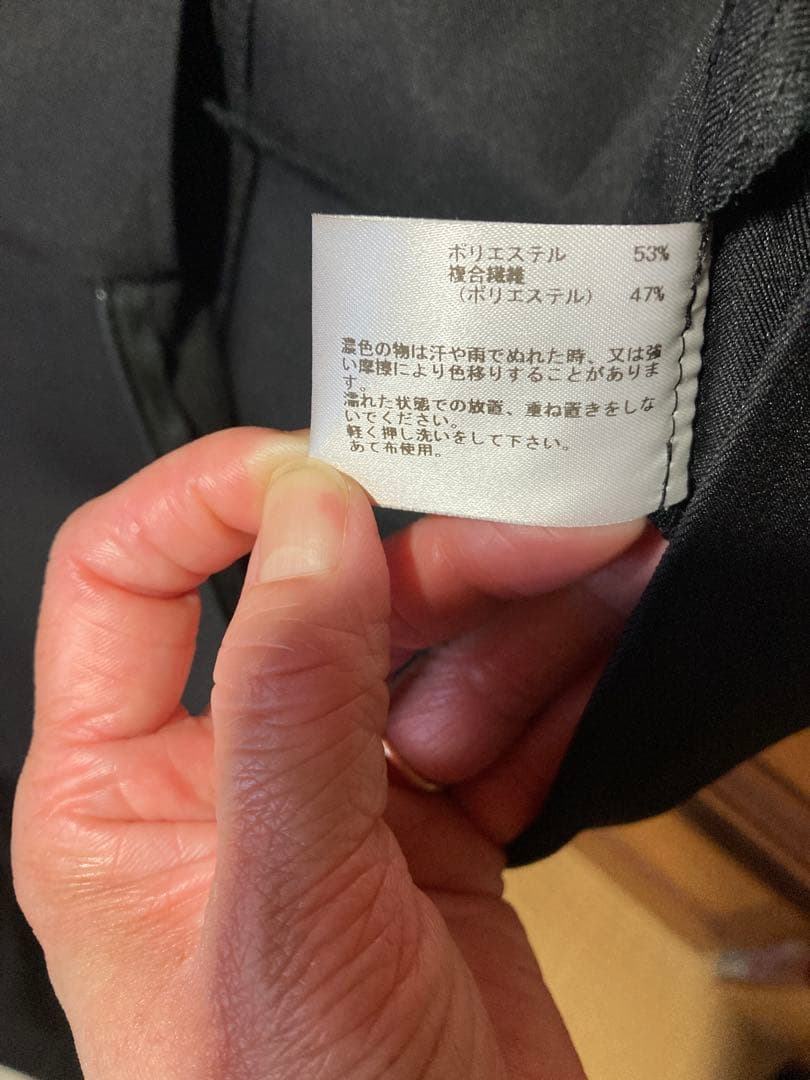 ポリエステル 53%
複合繊維
（ポリエステル） 47%
濃色の物は汗や雨でぬれた時、又は強
い摩擦により色移りすることがありま
す。
濡れた状態での放置、重ね置きをしな
いでください。
軽く押し洗いをして下さい。
あて布使用。